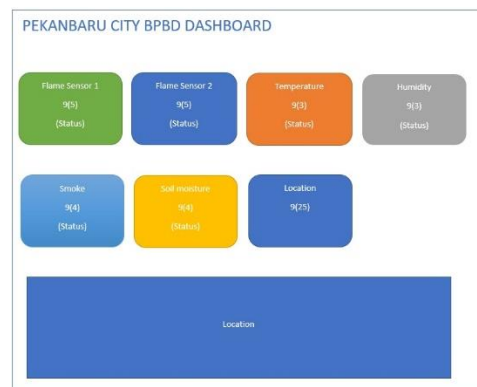 PEKANBARU CITY BPBD DASHBOARD
Flame Sensor 1
9(5)
(Status)
Flame Sensor 2
9(5)
(Status)
Temperature
9(3)
(Status)
Humidity
9(3)
(Status)
Smoke
9(4)
(Status)
Soil moisture
9(4)
(Status)
Location
9(25)
Location